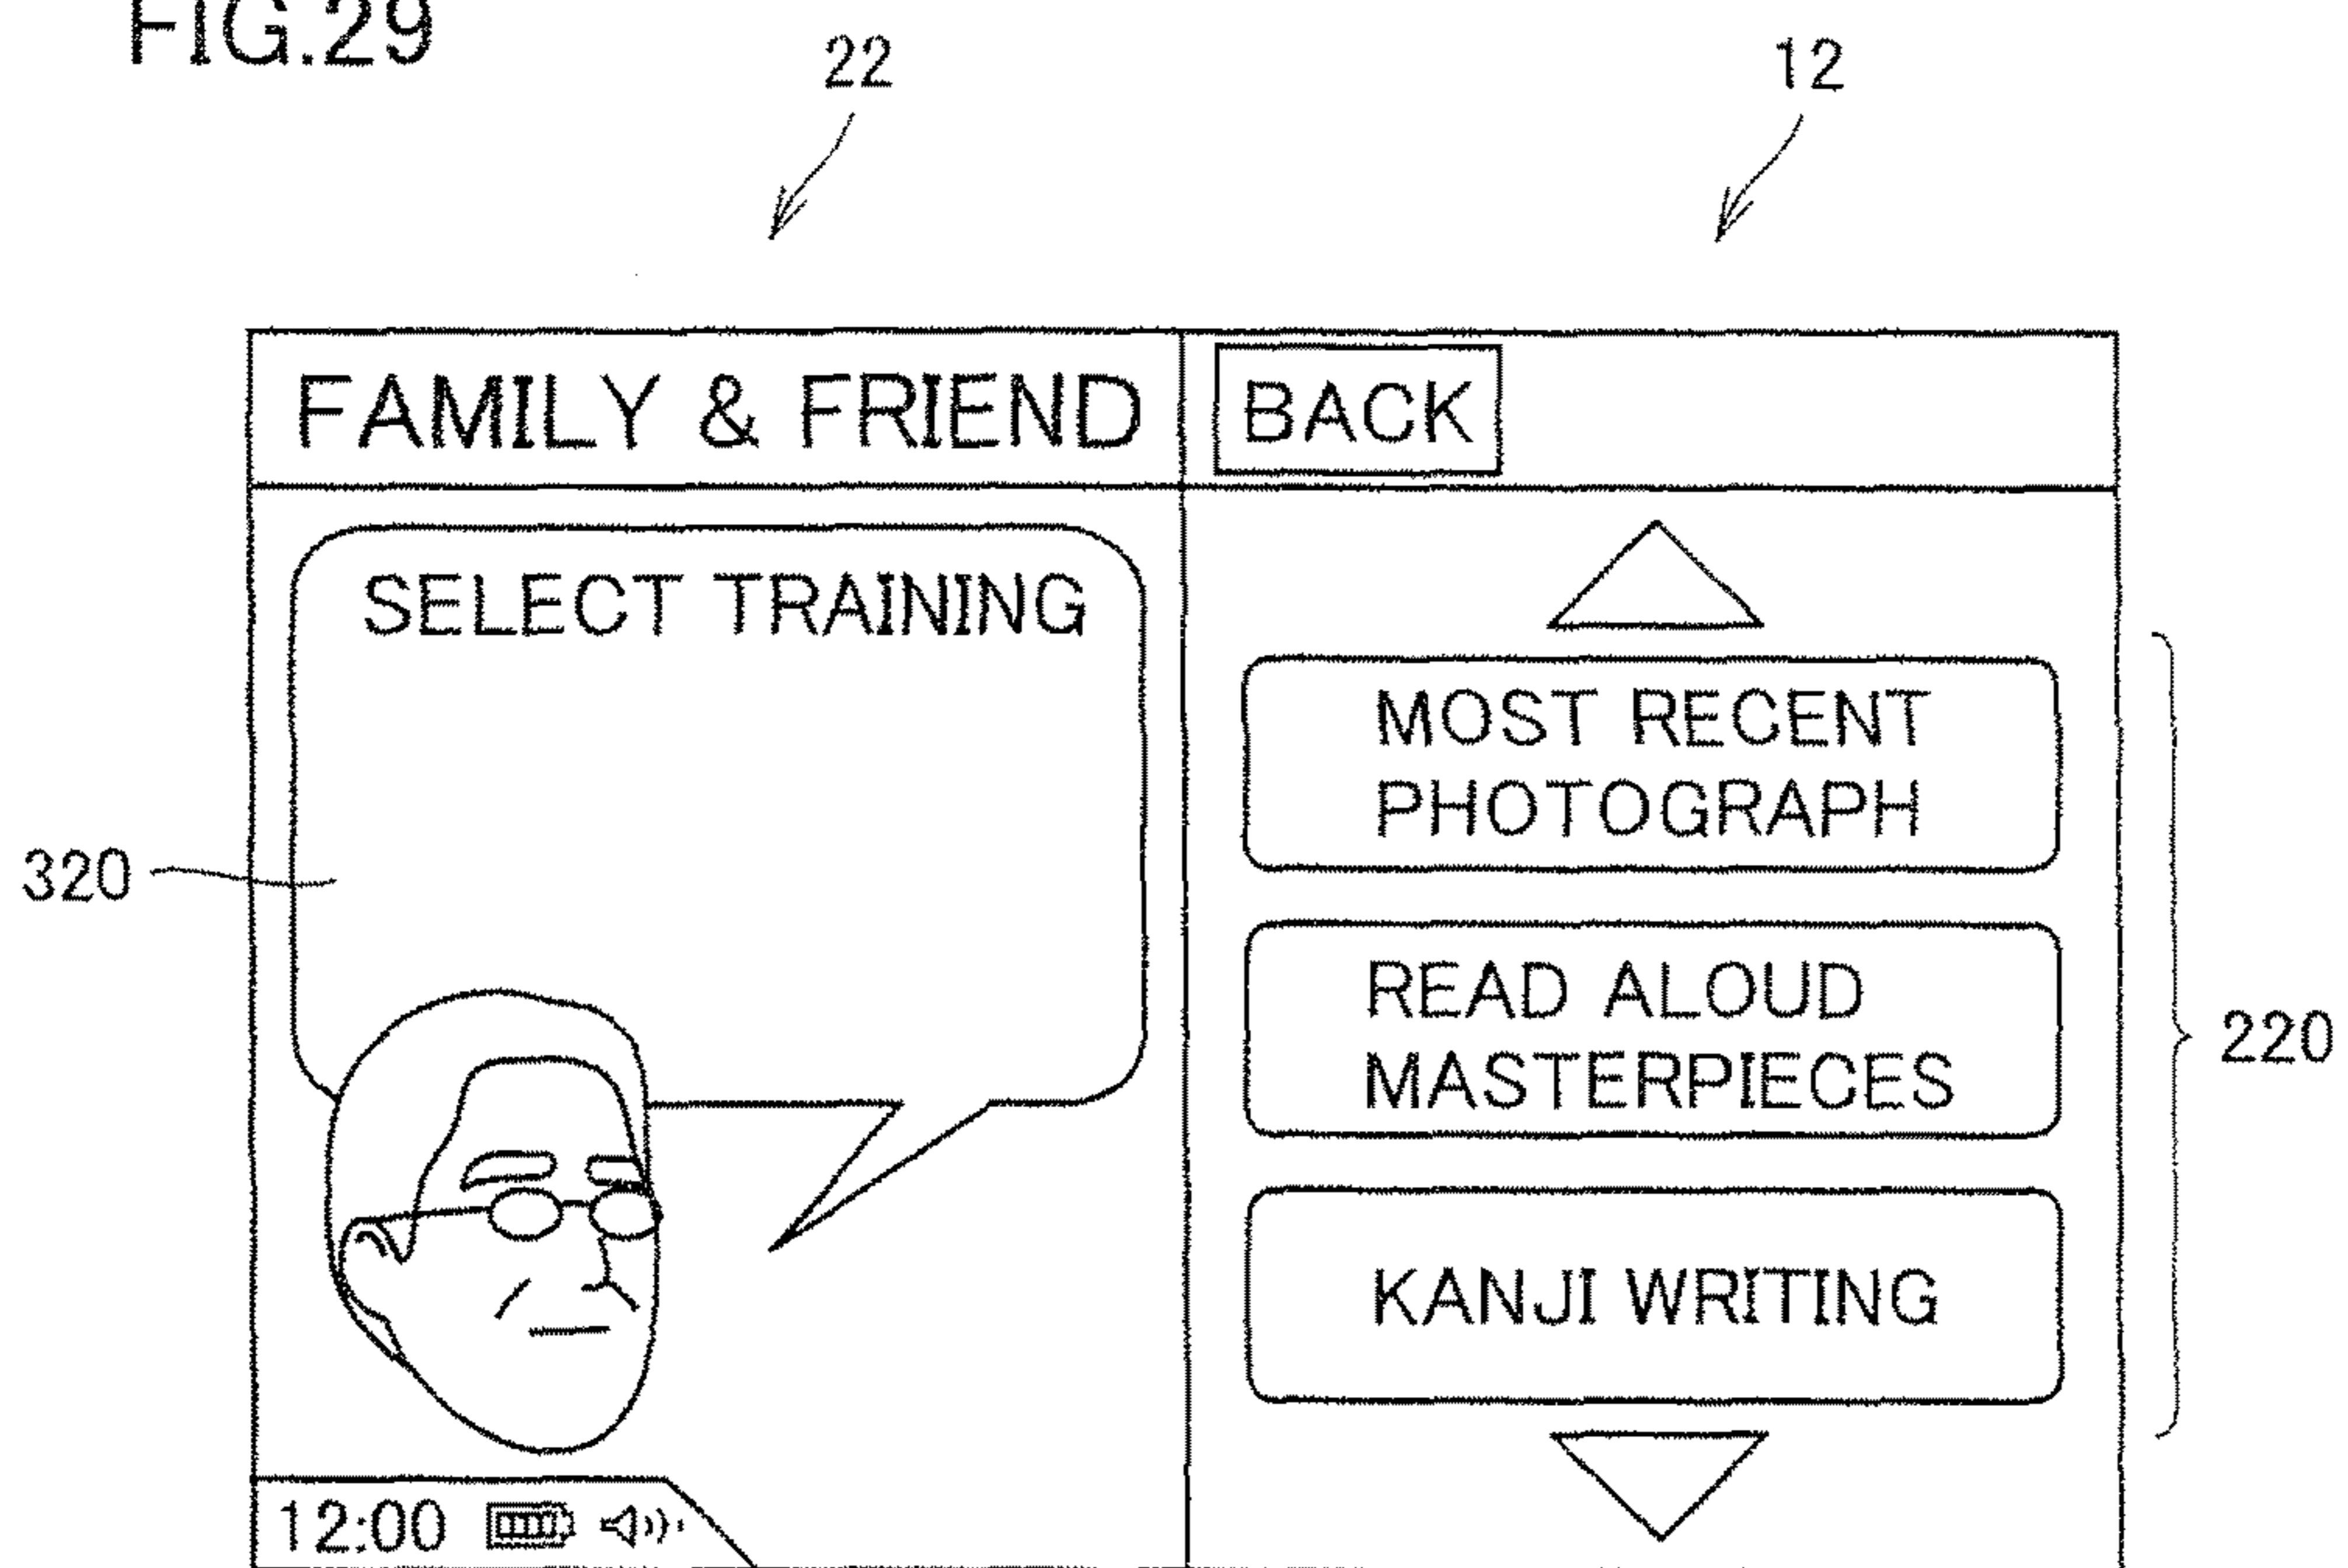 FIG.29
22
12
FAMILY & FRIEND
BACK
SELECT TRAINING
MOST RECENT
PHOTOGRAPH
320
READ ALOUD
MASTERPIECES
220
KANJI WRITING
12:00